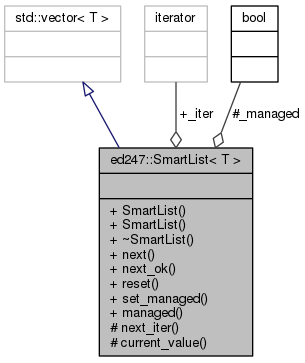 std::vector< T >
iterator
bool
+_iter
#_managed
ed247::SmartList< T >
+ SmartList()
+ SmartList()
+ ~SmartList()
+ next()
+ next_ok()
+ reset()
+ set_managed()
+ managed()
# next_iter()
# current_value()